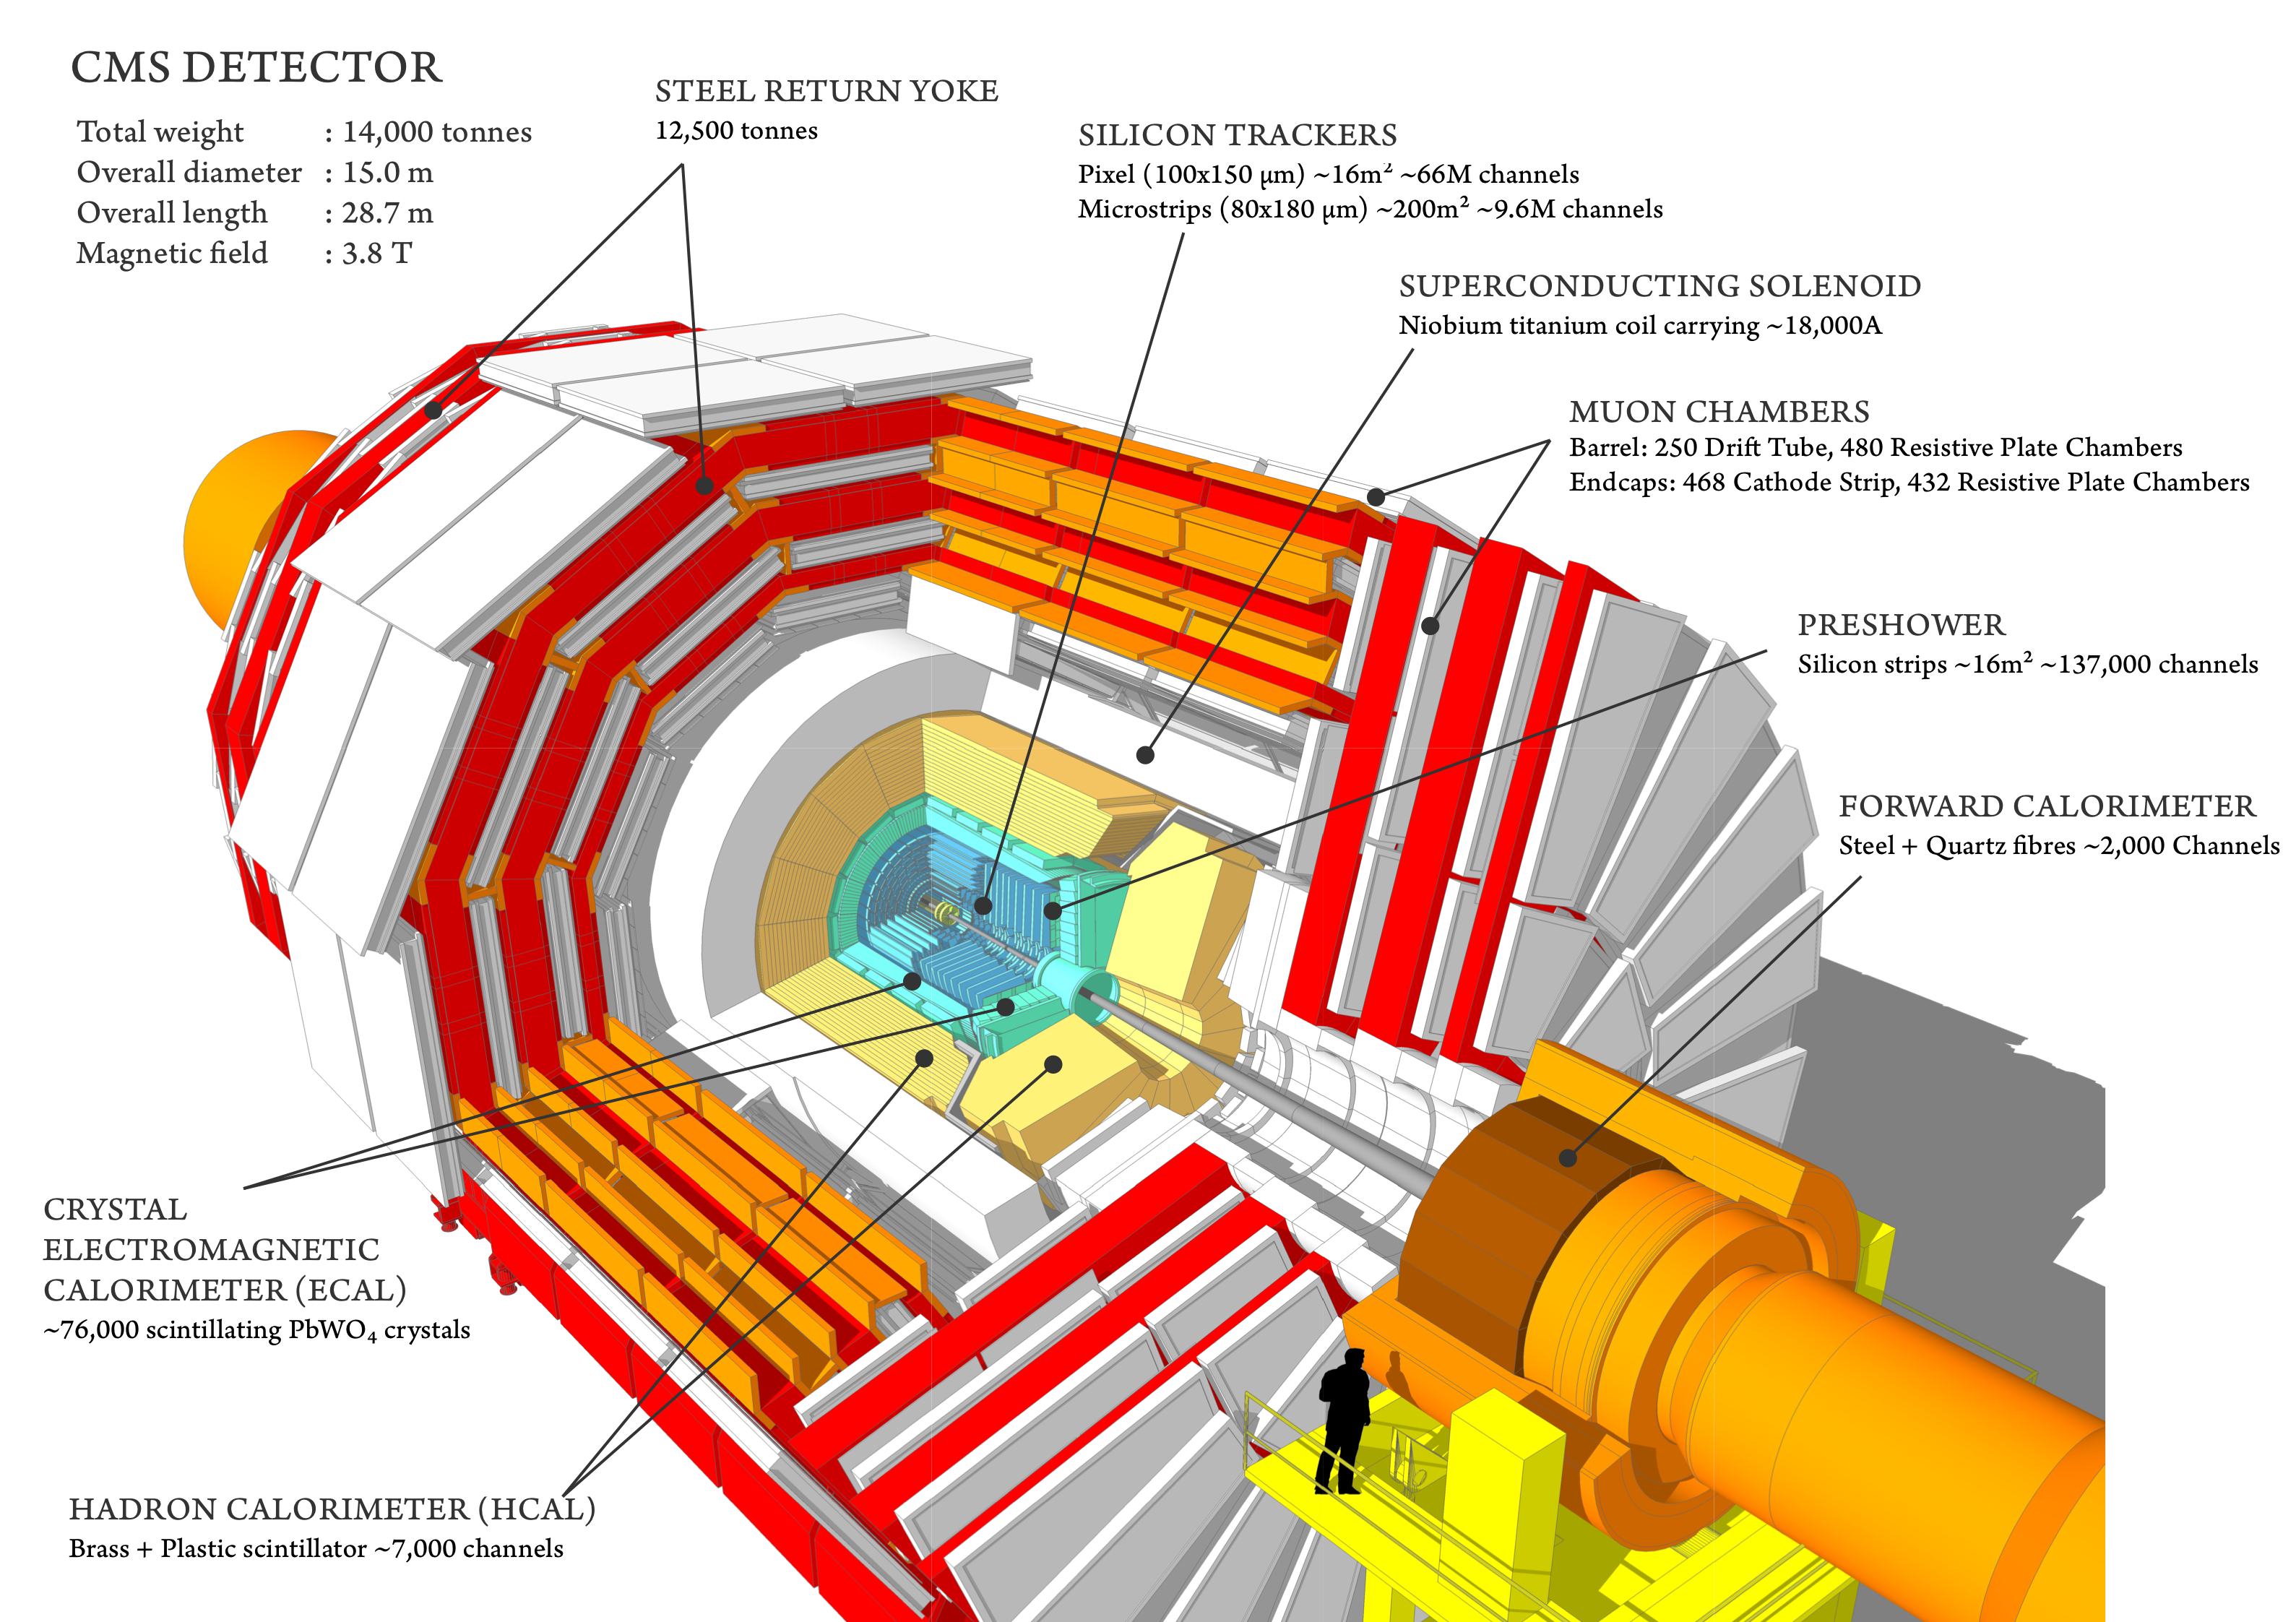 CMS DETECTOR
Total weight : 14,000 tonnes
Overall diameter : 15.0 m
Overall length : 28.7 m
Magnetic field : 3.8 T
STEEL RETURN YOKE
12,500 tonnes
SILICON TRACKERS
Pixel (100x150 μm) ~16m² ~66M channels
Microstrips (80x180 μm) ~200m² ~9.6M channels
SUPERCONDUCTING SOLENOID
Niobium titanium coil carrying ~18,000A
MUON CHAMBERS
Barrel: 250 Drift Tube, 480 Resistive Plate Chambers
Endcaps: 468 Cathode Strip, 432 Resistive Plate Chambers
PRESHOWER
Silicon strips ~16m² ~137,000 channels
FORWARD CALORIMETER
Steel + Quartz fibres ~2,000 Channels
CRYSTAL
ELECTROMAGNETIC
CALORIMETER (ECAL)
~76,000 scintillating PbWO₄ crystals
HADRON CALORIMETER (HCAL)
Brass + Plastic scintillator ~7,000 channels